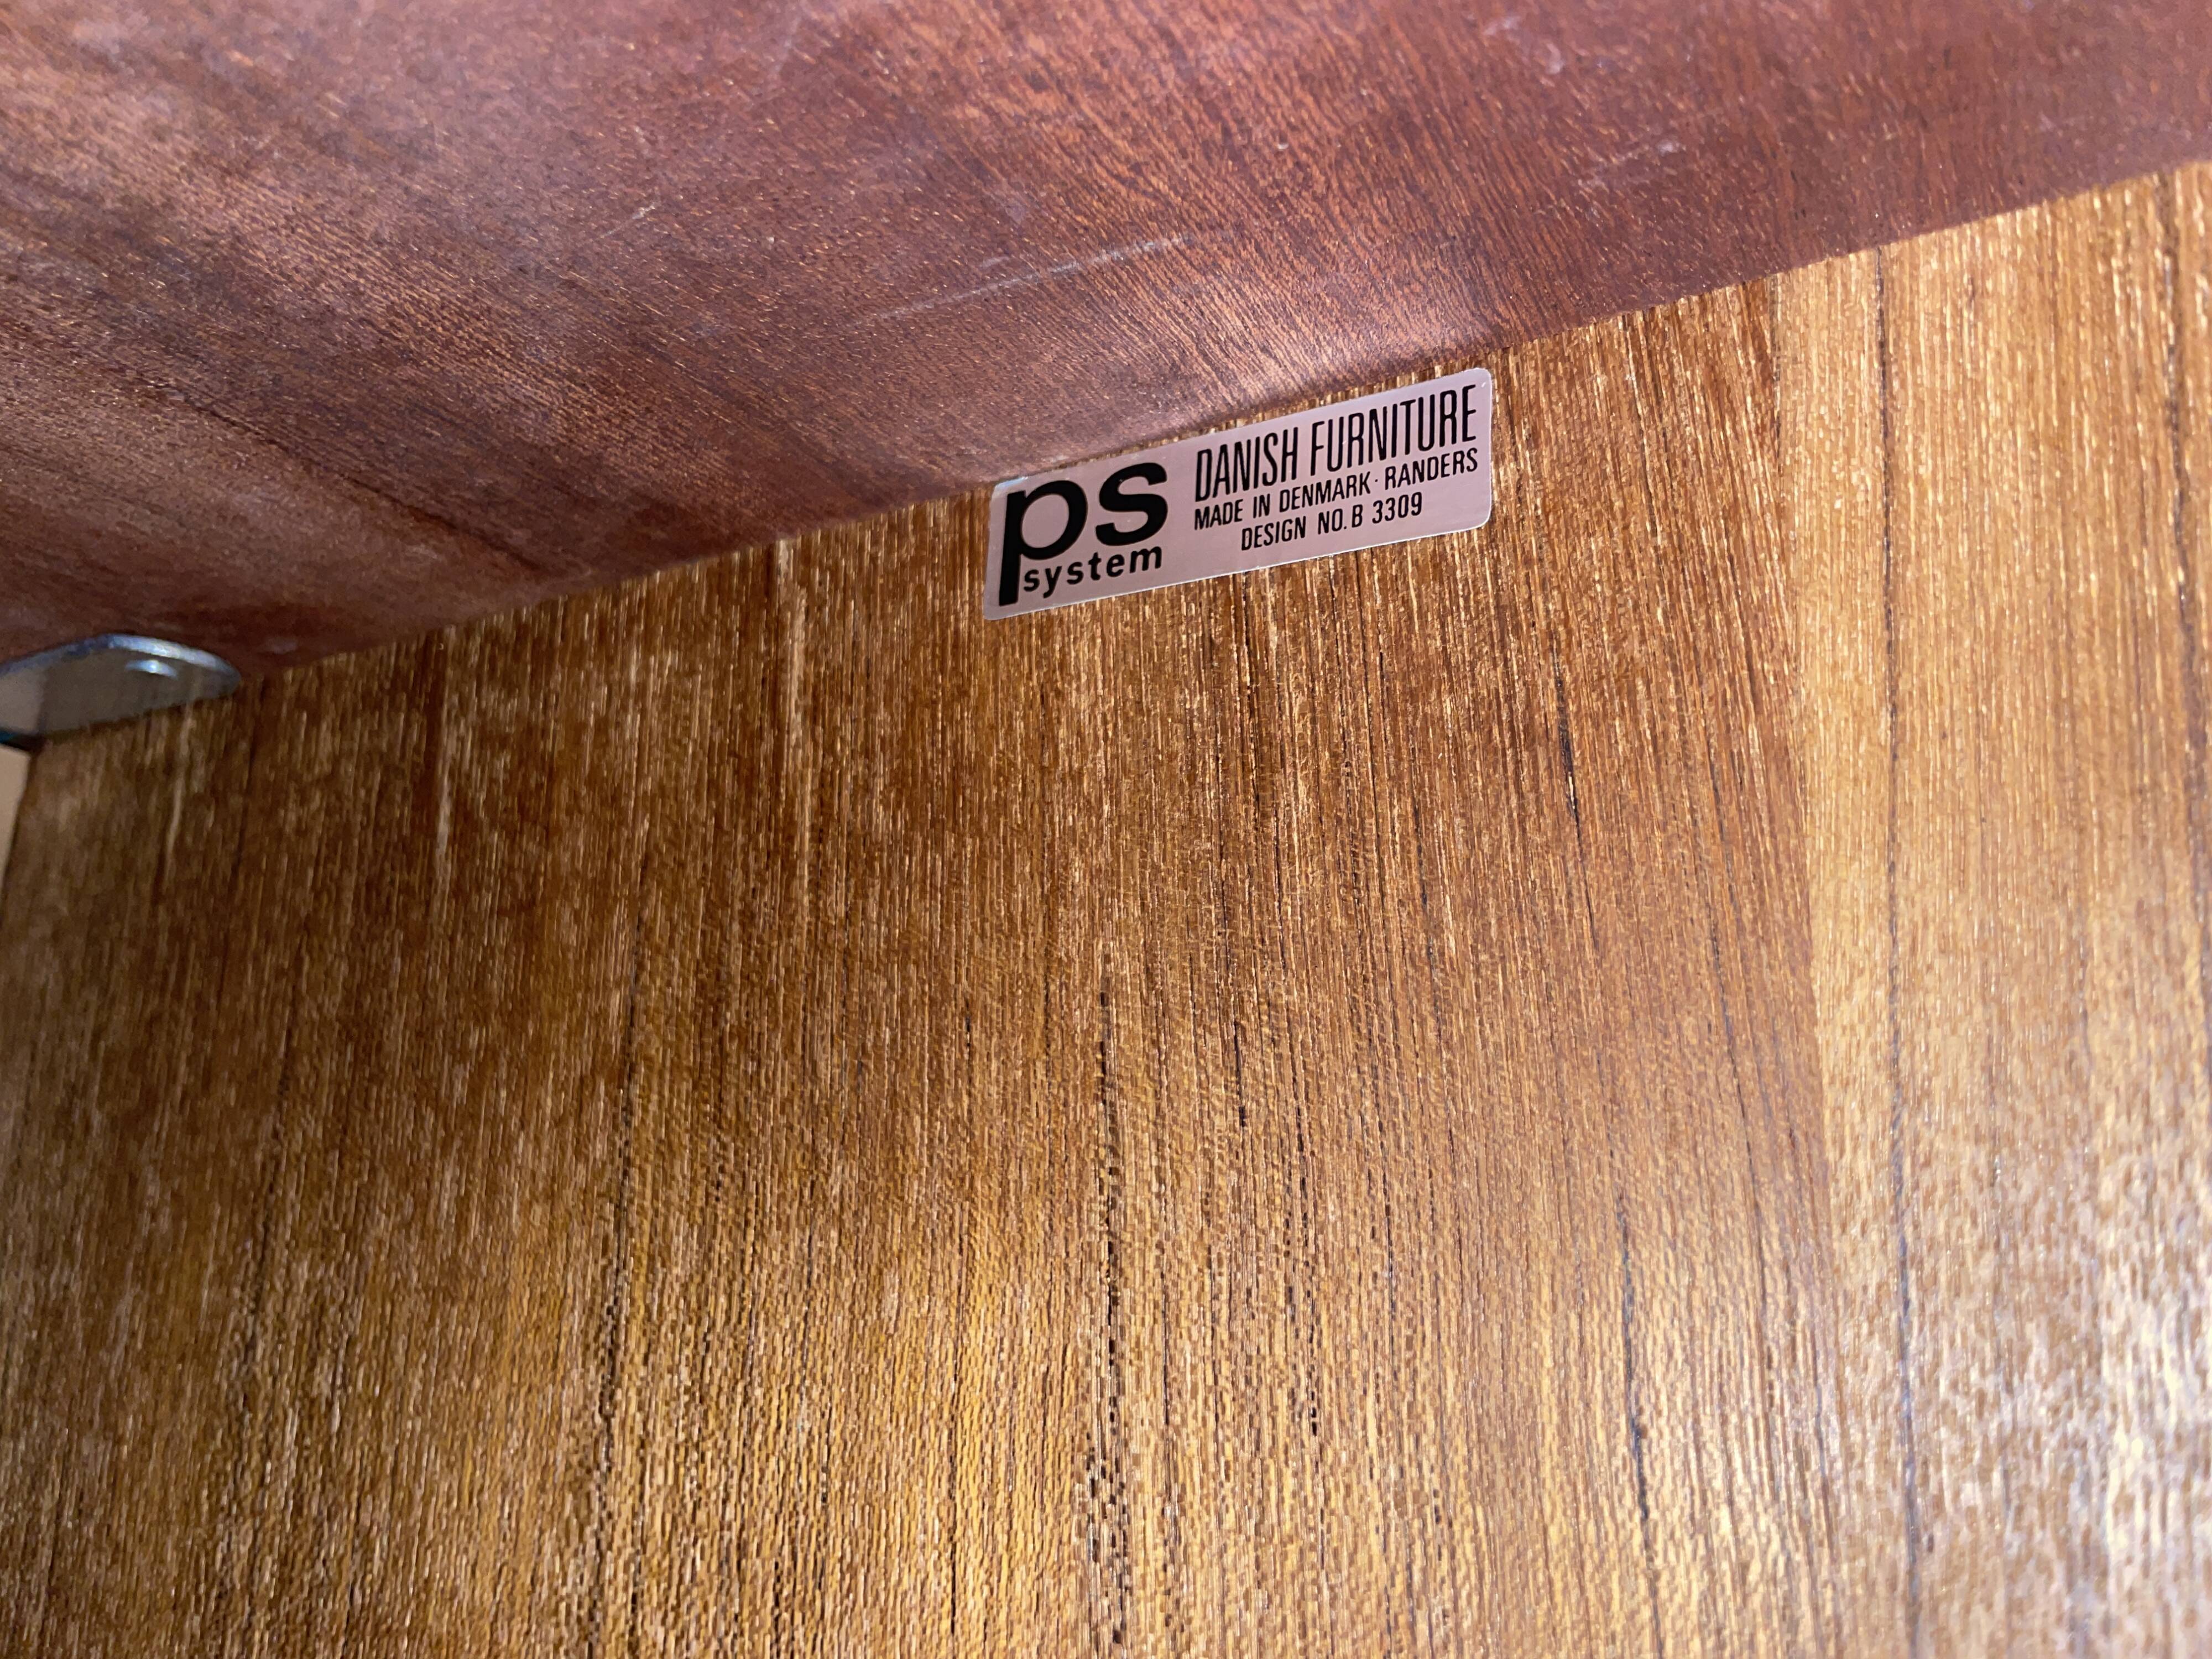 ps
system
DANISH FURNITURE
MADE IN DENMARK · RANDERS
DESIGN NO. B 3309